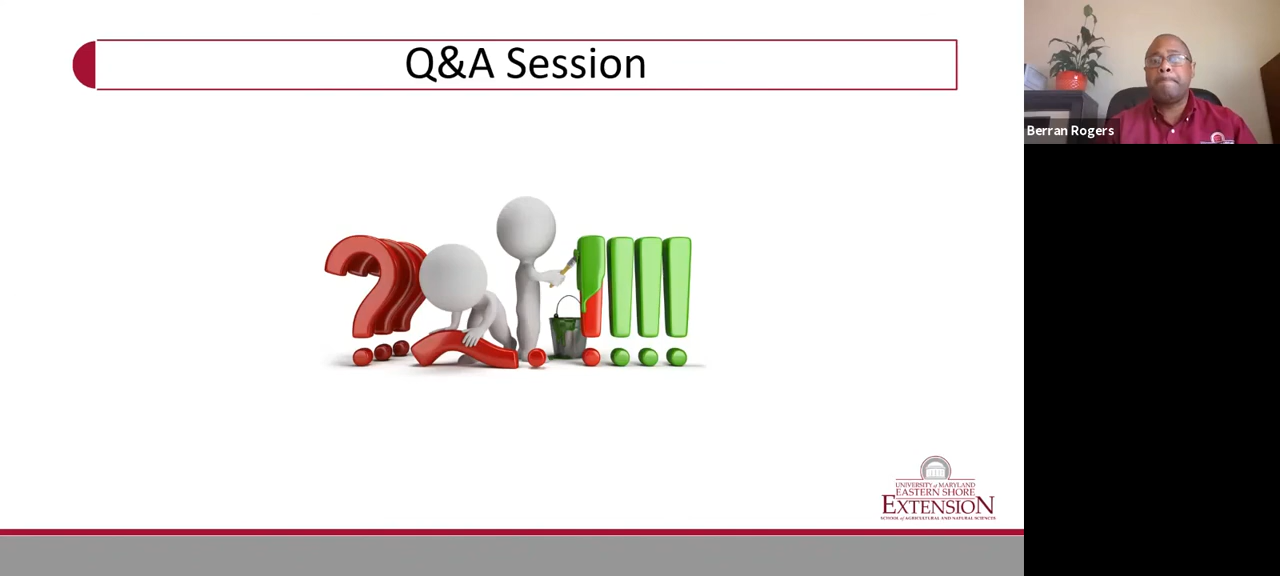 Q&A Session
Berran Rogers
UNIVERSITY of MARYLAND
EASTERN SHORE
EXTENSION
SCHOOL of AGRICULTURAL AND NATURAL SCIENCES